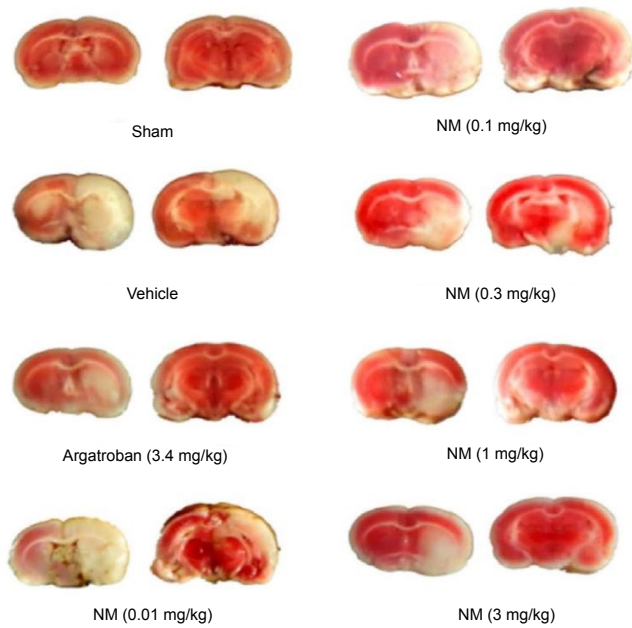 Sham
NM (0.1 mg/kg)
Vehicle
NM (0.3 mg/kg)
Argatroban (3.4 mg/kg)
NM (1 mg/kg)
NM (0.01 mg/kg)
NM (3 mg/kg)